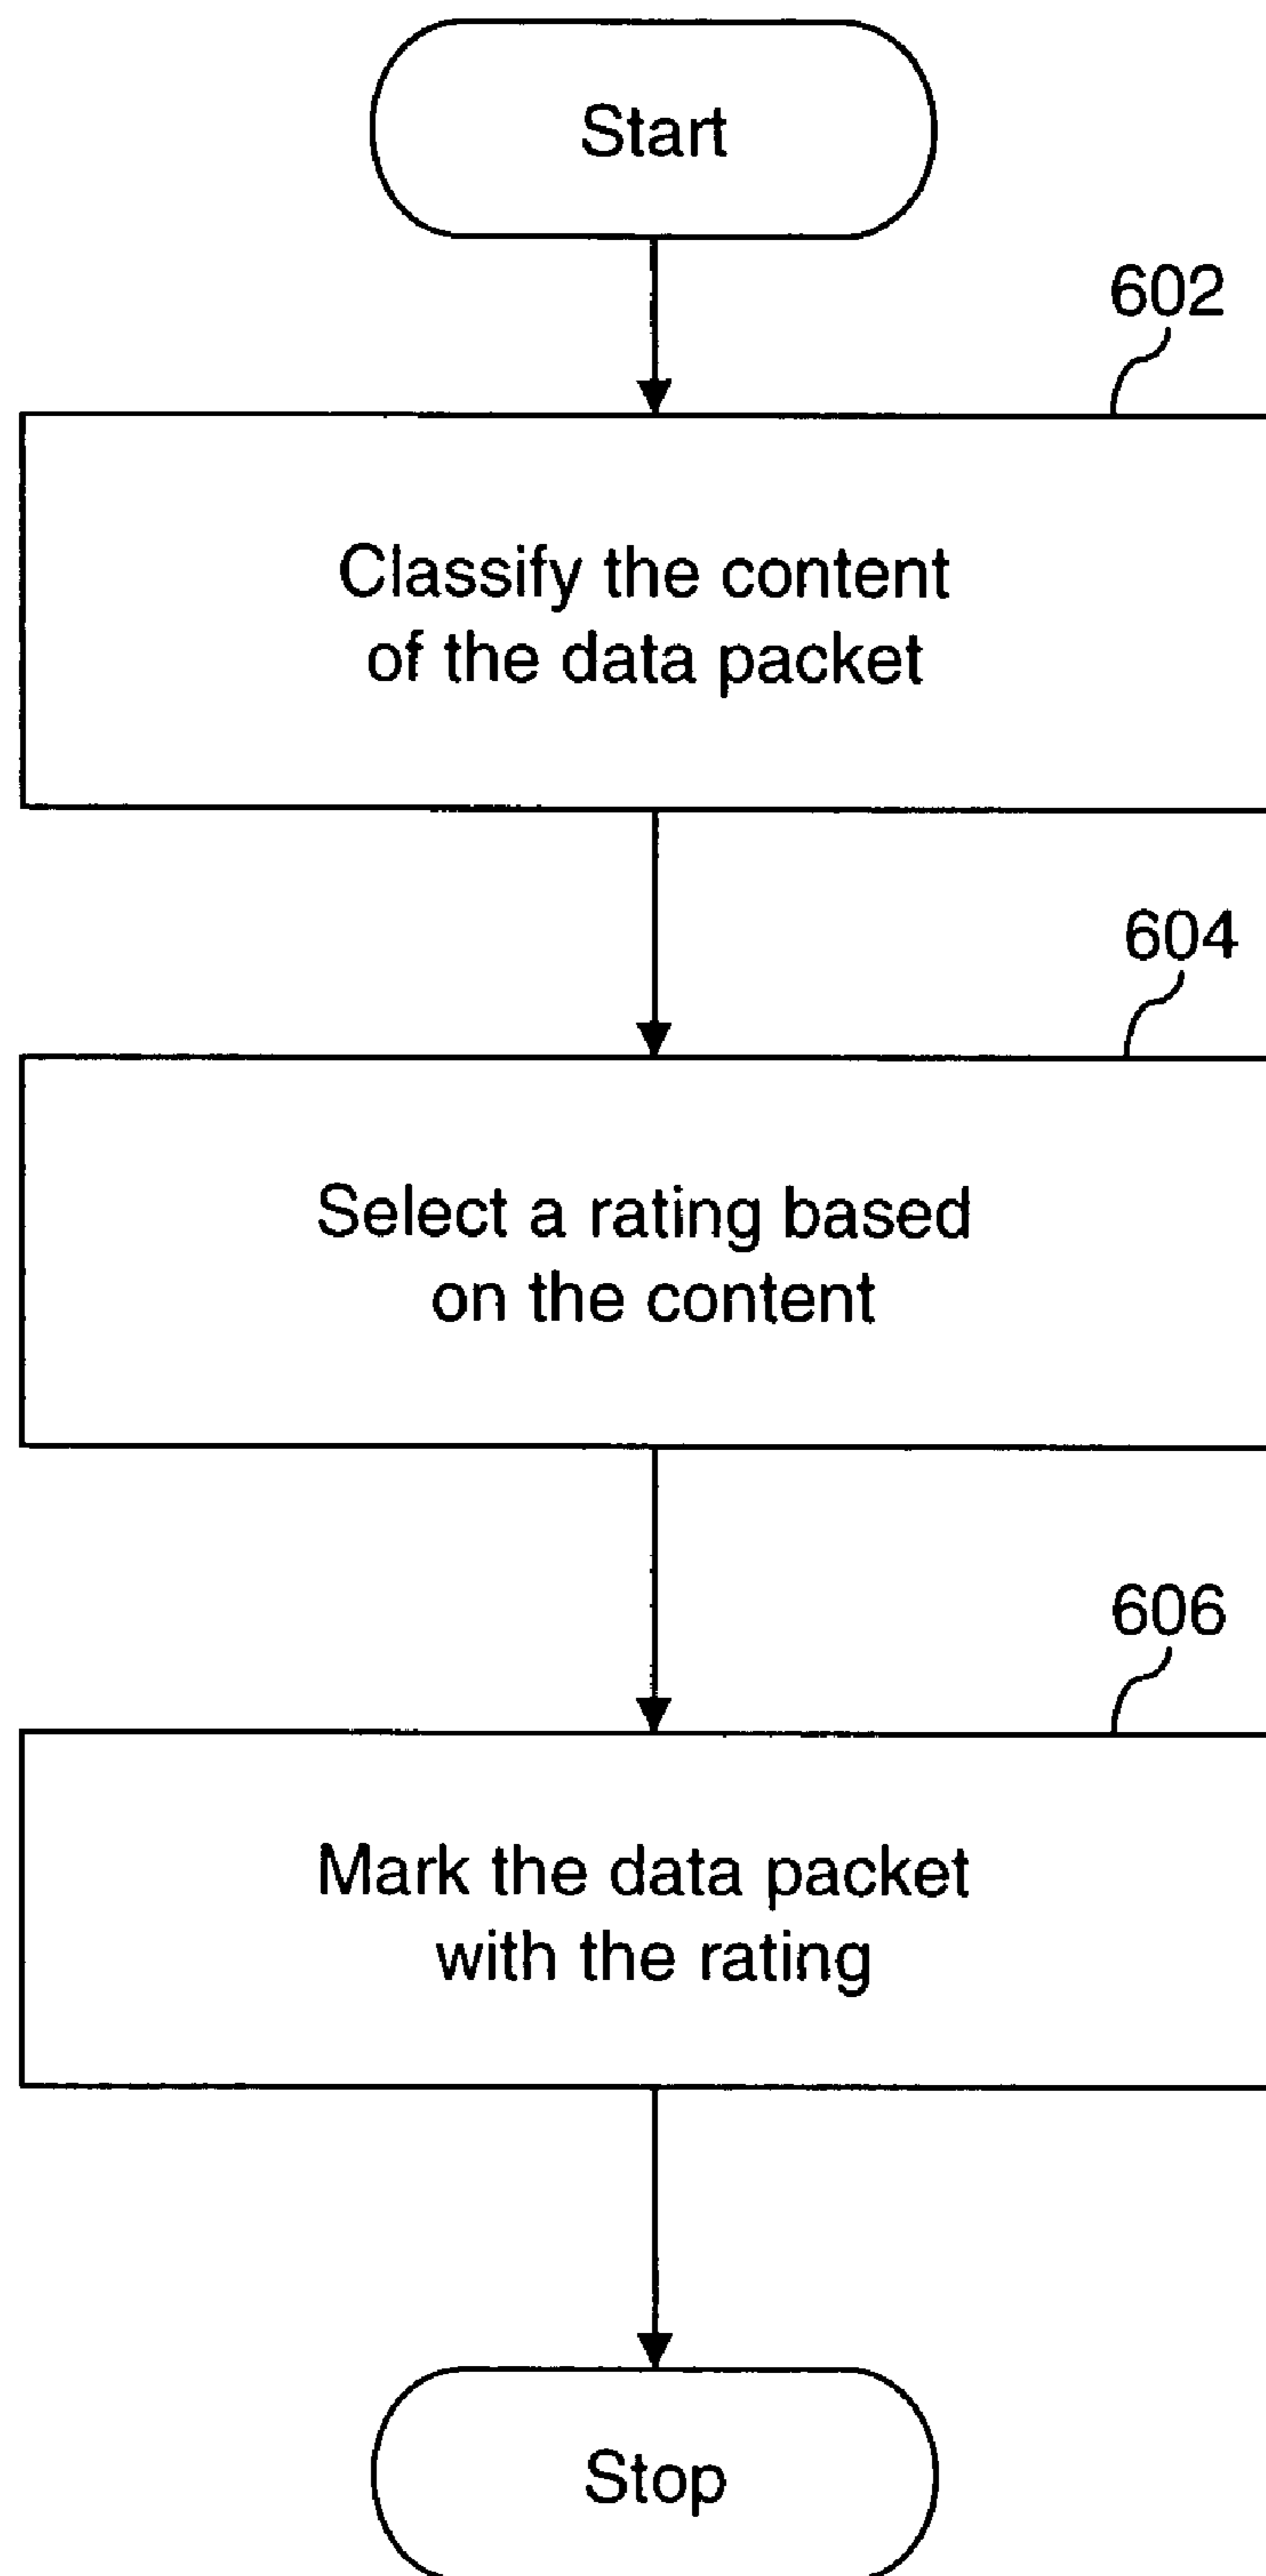 Start
602
Classify the content
of the data packet
604
Select a rating based
on the content
606
Mark the data packet
with the rating
Stop